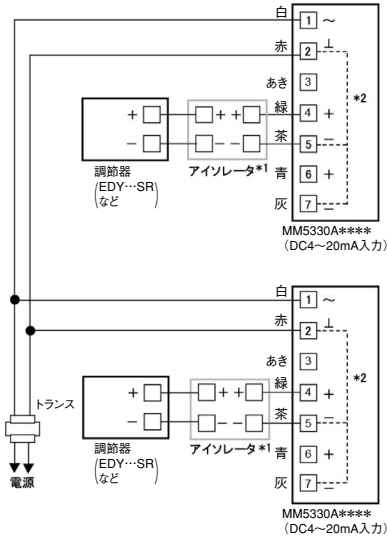 白 1 ~
赤 2 ⊥
あき 3
*2
+ + + 緑 4 +
− − − 茶 5 −
調節器
(EDY…SR)
など
アイソレータ*1
青 6 +
灰 7 −
MM5330A****
(DC4~20mA入力)
白 1 ~
赤 2 ⊥
あき 3
*2
+ + + 緑 4 +
− − − 茶 5 −
トランス
電源
調節器
(EDY…SR)
など
アイソレータ*1
青 6 +
灰 7 −
MM5330A****
(DC4~20mA入力)